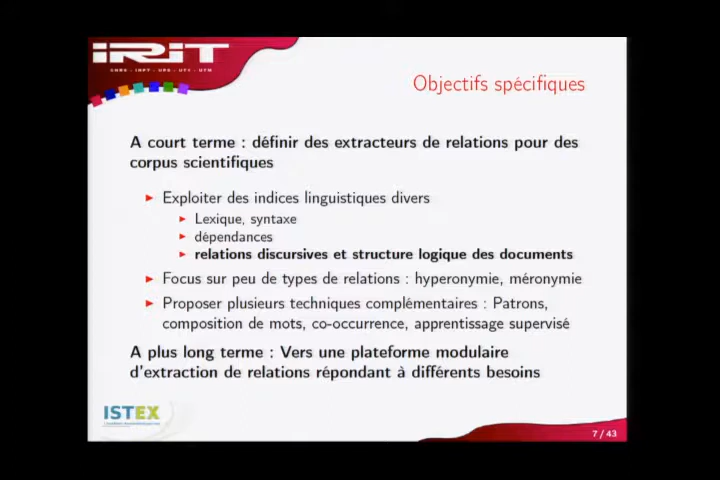 IRIT
CNRS - INPT - UPS - UT1 - UTM
Objectifs spécifiques
A court terme : définir des extracteurs de relations pour des
corpus scientifiques
Exploiter des indices linguistiques divers
Lexique, syntaxe
dépendances
relations discursives et structure logique des documents
Focus sur peu de types de relations : hyperonymie, méronymie
Proposer plusieurs techniques complémentaires : Patrons,
composition de mots, co-occurrence, apprentissage supervisé
A plus long terme : Vers une plateforme modulaire
d'extraction de relations répondant à différents besoins
ISTEX
7 / 43